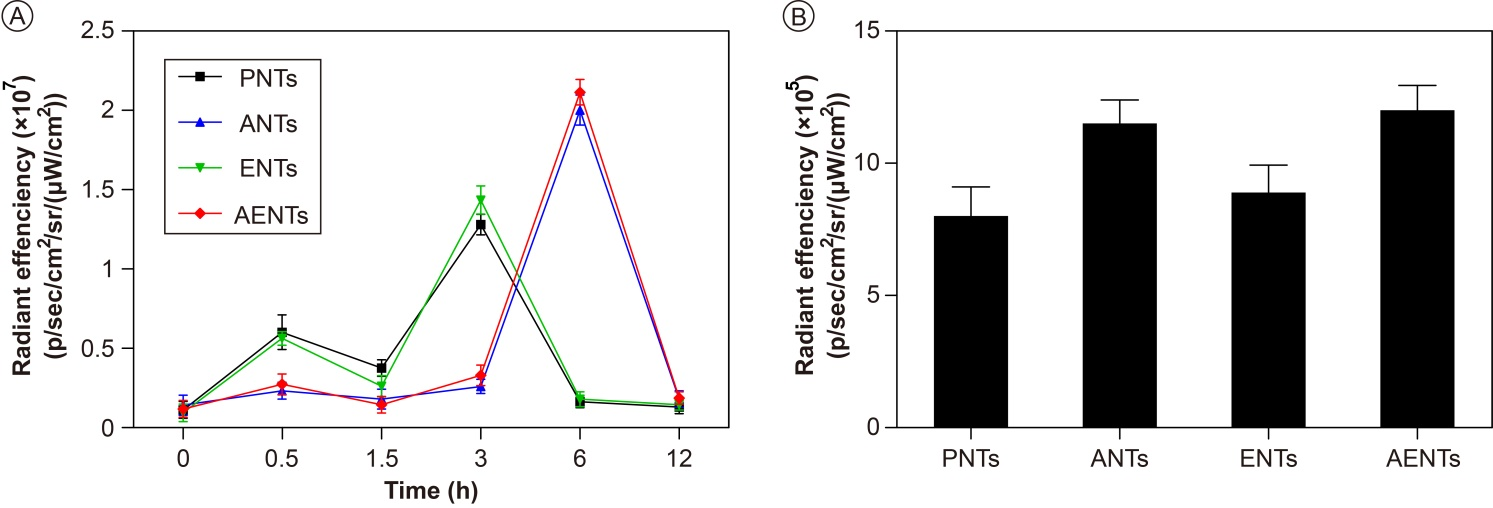 A
Radiant effenciency (×10⁷)
(p/sec/cm²/sr/(μW/cm²))
2.5
2
1.5
1
0.5
0
PNTs
ANTs
ENTs
AENTs
0 0.5 1.5 3 6 12
Time (h)
B
Radiant effenciency (×10⁵)
(p/sec/cm²/sr/(μW/cm²))
15
10
5
0
PNTs ANTs ENTs AENTs